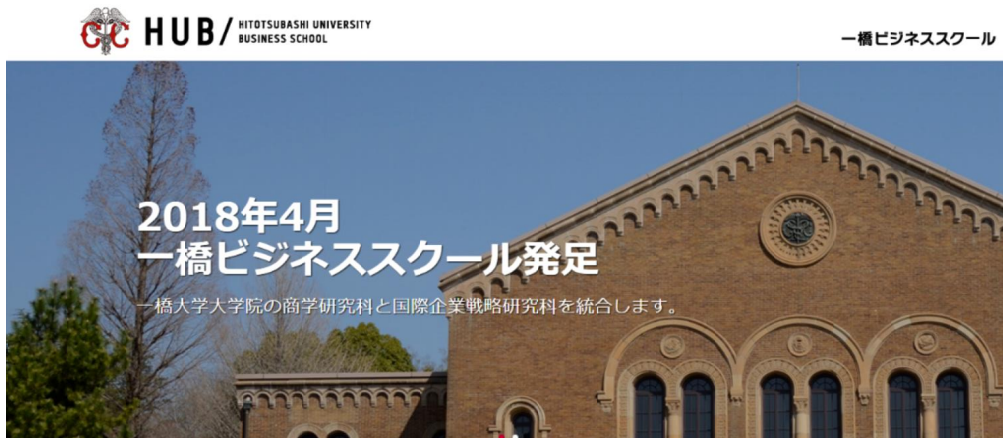 HUB/ HITOTSUBASHI UNIVERSITY
BUSINESS SCHOOL
一橋ビジネススクール
2018年4月
一橋ビジネススクール発足
一橋大学大学院の商学研究科と国際企業戦略研究科を統合します。